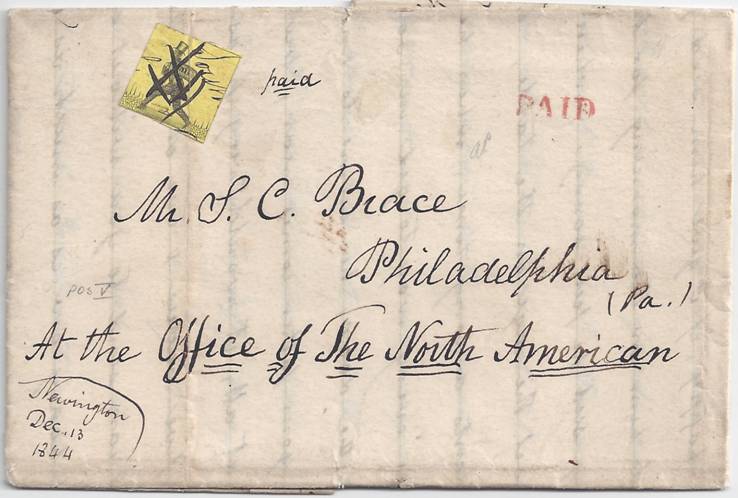 paid
PAID
Mr. S. C. Brace
Philadelphia
(Pa.)
POS V
At the Office of The North American
Newington
Dec. 13
1844